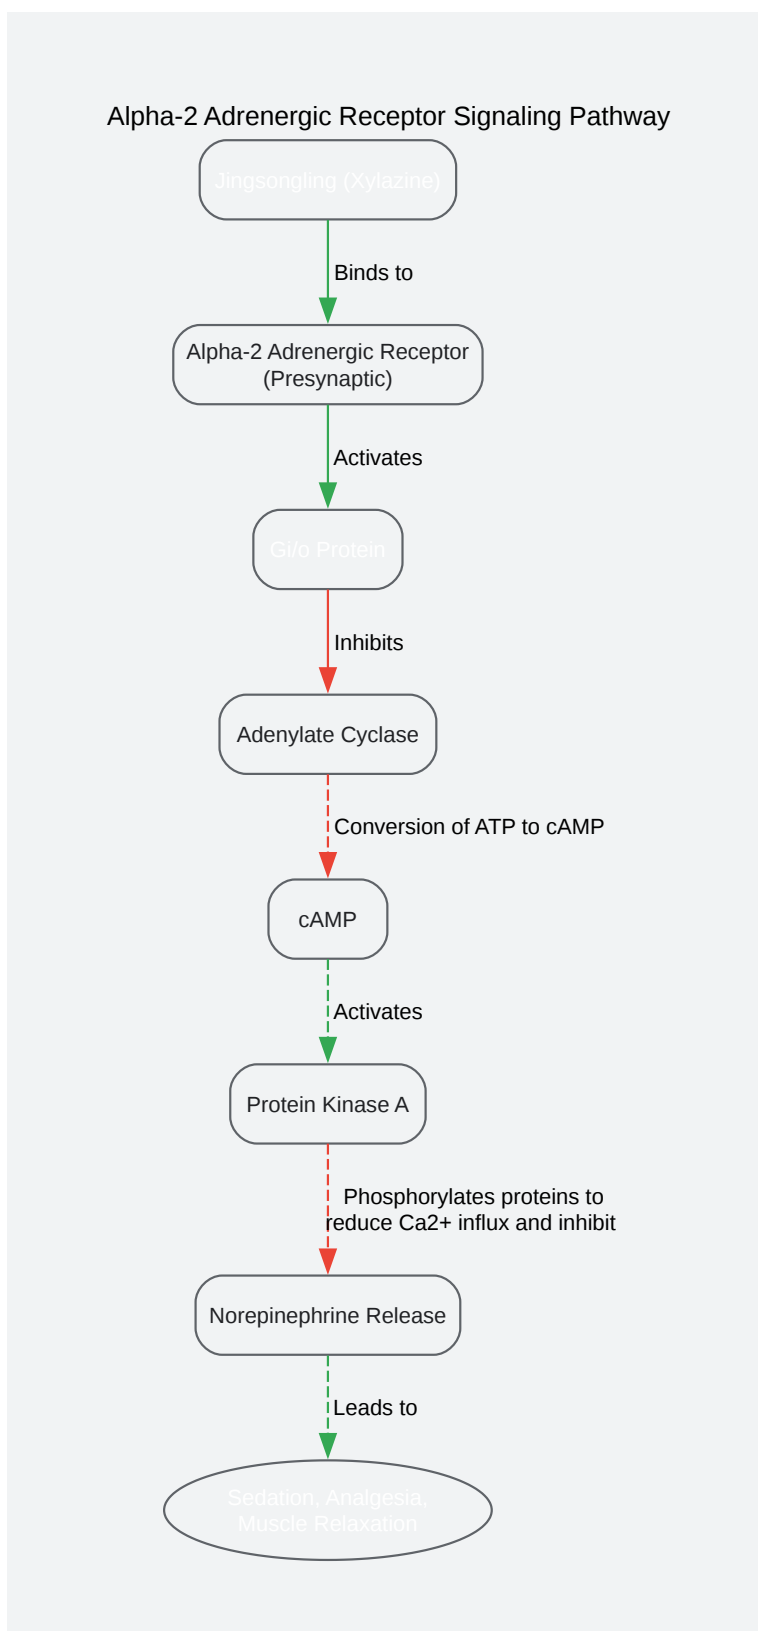 Alpha-2 Adrenergic Receptor Signaling Pathway
Jingsongling (Xylazine)
Binds to
Alpha-2 Adrenergic Receptor
(Presynaptic)
Activates
Gi/o Protein
Inhibits
Adenylate Cyclase
Conversion of ATP to cAMP
cAMP
Activates
Protein Kinase A
Phosphorylates proteins to
reduce Ca2+ influx and inhibit
Norepinephrine Release
Leads to
Sedation, Analgesia,
Muscle Relaxation